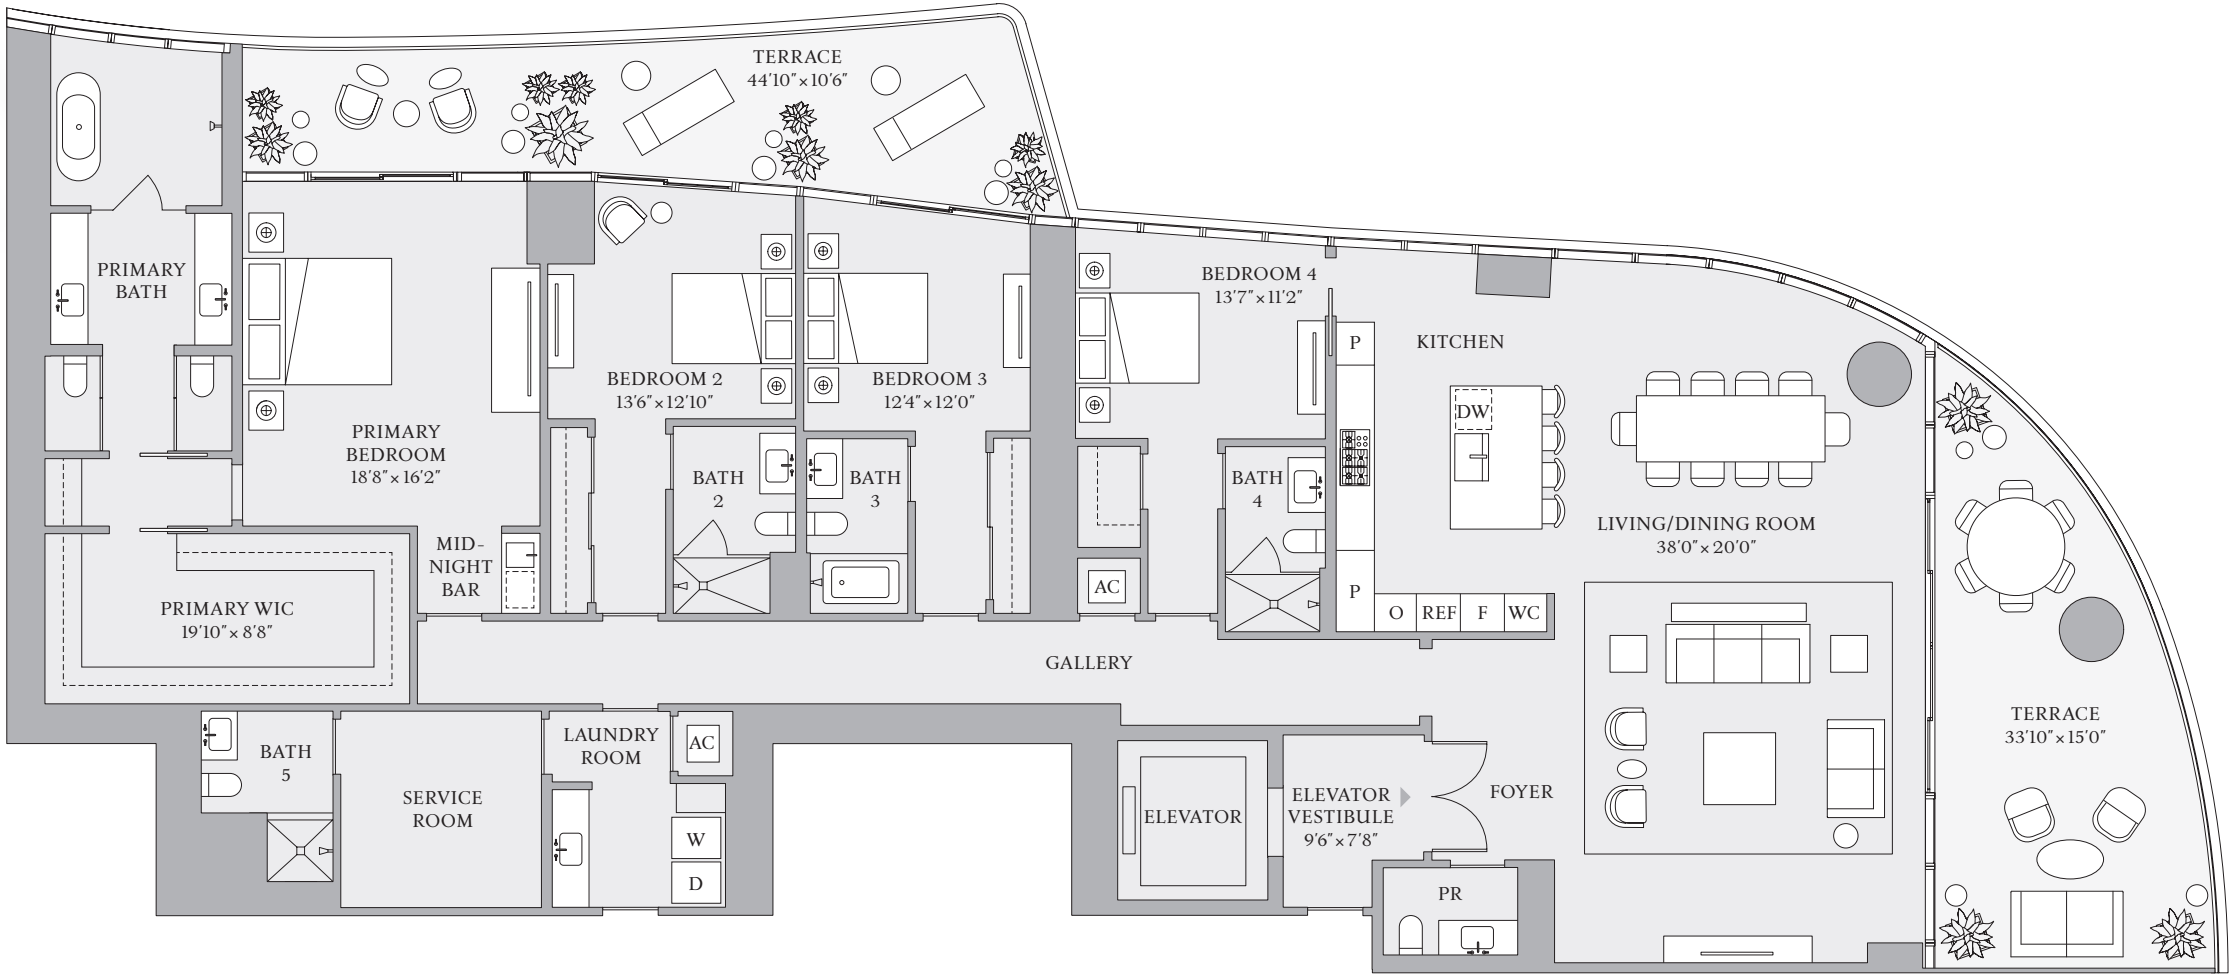 TERRACE
44'10"×10'6"
PRIMARY
BATH
BEDROOM 4
13'7"×11'2"
P
KITCHEN
BEDROOM 2
13'6"×12'10"
BEDROOM 3
12'4"×12'0"
DW
PRIMARY
BEDROOM
18'8"×16'2"
BATH
2
BATH
3
BATH
4
LIVING/DINING ROOM
38'0"×20'0"
MID-
NIGHT
BAR
AC
P
PRIMARY WIC
19'10"×8'8"
O
REF
F
WC
GALLERY
TERRACE
33'10"×15'0"
BATH
5
LAUNDRY
ROOM
AC
SERVICE
ROOM
W
D
ELEVATOR
ELEVATOR
VESTIBULE
9'6"×7'8"
FOYER
PR